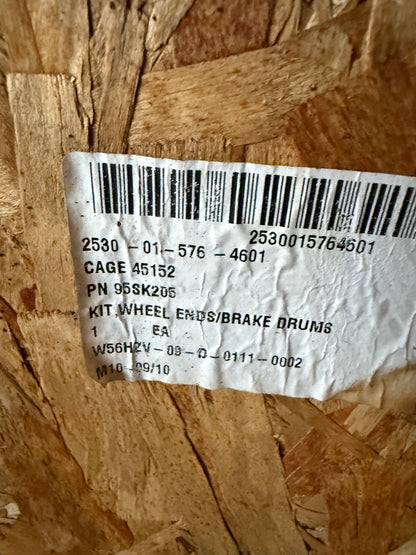 2530015764601
2530-01-576-4601
CAGE 45152
PN 95SK205
KIT,WHEEL ENDS/BRAKE DRUMS
1 EA
W56HZV-09-D-0111-0002
M10-09/10